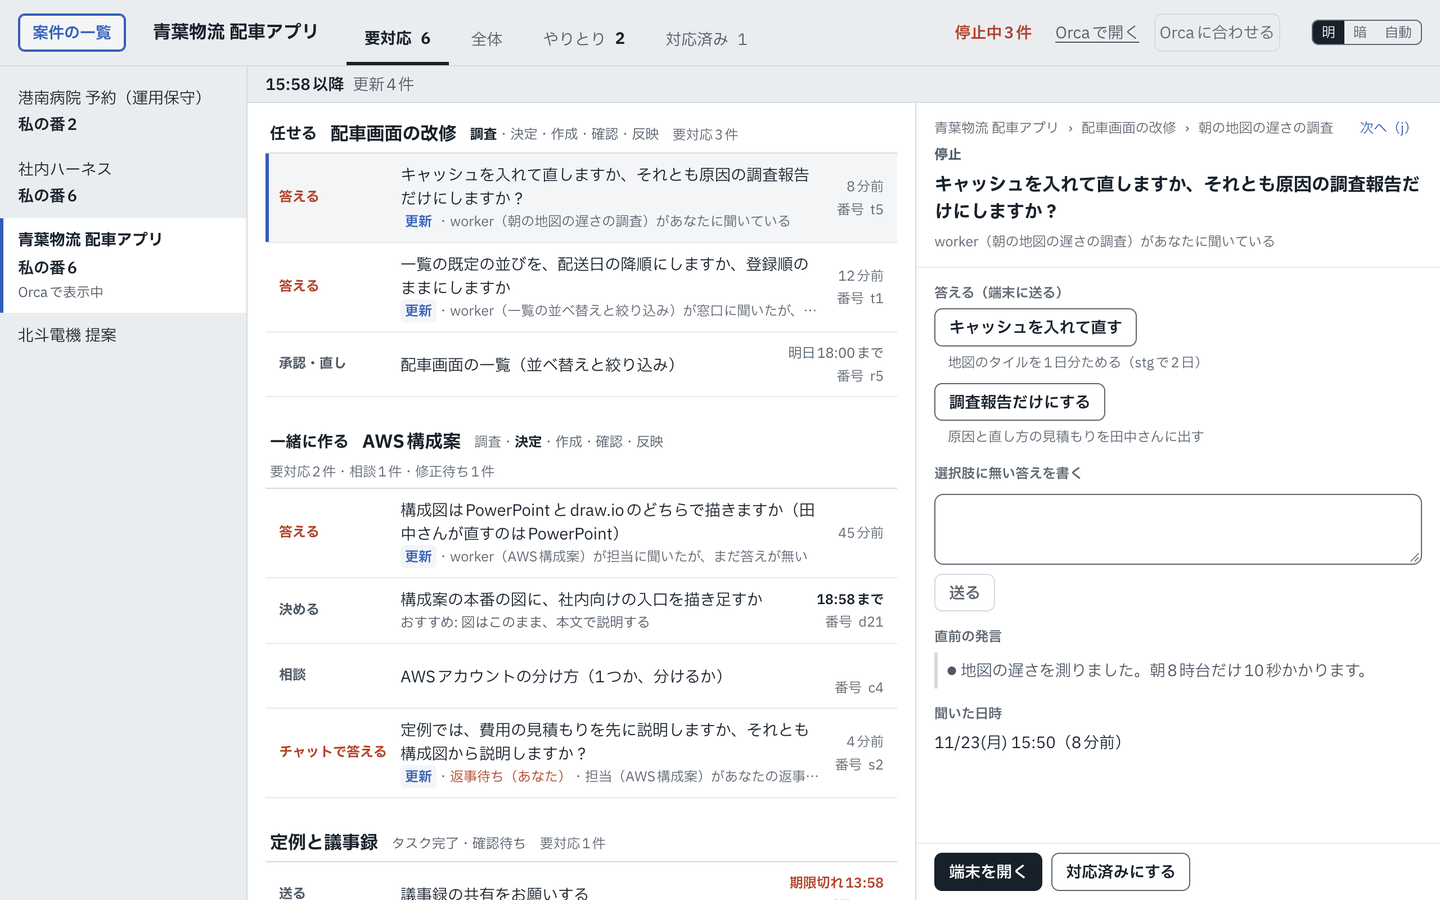 案件の一覧
青葉物流 配車アプリ
要対応 6
全体
やりとり 2
対応済み 1
停止中3件
Orcaで開く
Orcaに合わせる
明
暗
自動
港南病院 予約（運用保守）
私の番2
社内ハーネス
私の番6
青葉物流 配車アプリ
私の番6
Orcaで表示中
北斗電機 提案
15:58以降 更新4件
任せる 配車画面の改修 調査・決定・作成・確認・反映 要対応3件
答える
キャッシュを入れて直しますか、それとも原因の調査報告
だけにしますか？
更新 ・worker（朝の地図の遅さの調査）があなたに聞いている
8分前
番号 t5
答える
一覧の既定の並びを、配送日の降順にしますか、登録順の
ままにしますか
更新 ・worker（一覧の並べ替えと絞り込み）が窓口に聞いたが、…
12分前
番号 t1
承認・直し
配車画面の一覧（並べ替えと絞り込み）
明日18:00まで
番号 r5
一緒に作る AWS構成案 調査・決定・作成・確認・反映
要対応2件・相談1件・修正待ち1件
答える
構成図はPowerPointとdraw.ioのどちらで描きますか（田
中さんが直すのはPowerPoint）
更新 ・worker（AWS構成案）が担当に聞いたが、まだ答えが無い
45分前
決める
構成案の本番の図に、社内向けの入口を描き足すか
おすすめ: 図はこのまま、本文で説明する
18:58まで
番号 d21
相談
AWSアカウントの分け方（1つか、分けるか）
番号 c4
チャットで答える
定例では、費用の見積もりを先に説明しますか、それとも
構成図から説明しますか？
更新 ・返事待ち（あなた）・担当（AWS構成案）があなたの返事…
4分前
番号 s2
定例と議事録 タスク完了・確認待ち 要対応1件
送る
議事録の共有をお願いする
期限切れ13:58
青葉物流 配車アプリ › 配車画面の改修 › 朝の地図の遅さの調査
次へ（j）
停止
キャッシュを入れて直しますか、それとも原因の調査報告だ
けにしますか？
worker（朝の地図の遅さの調査）があなたに聞いている
答える（端末に送る）
キャッシュを入れて直す
地図のタイルを1日分ためる（stgで2日）
調査報告だけにする
原因と直し方の見積もりを田中さんに出す
選択肢に無い答えを書く
送る
直前の発言
●地図の遅さを測りました。朝8時台だけ10秒かかります。
聞いた日時
11/23(月) 15:50（8分前）
端末を開く
対応済みにする